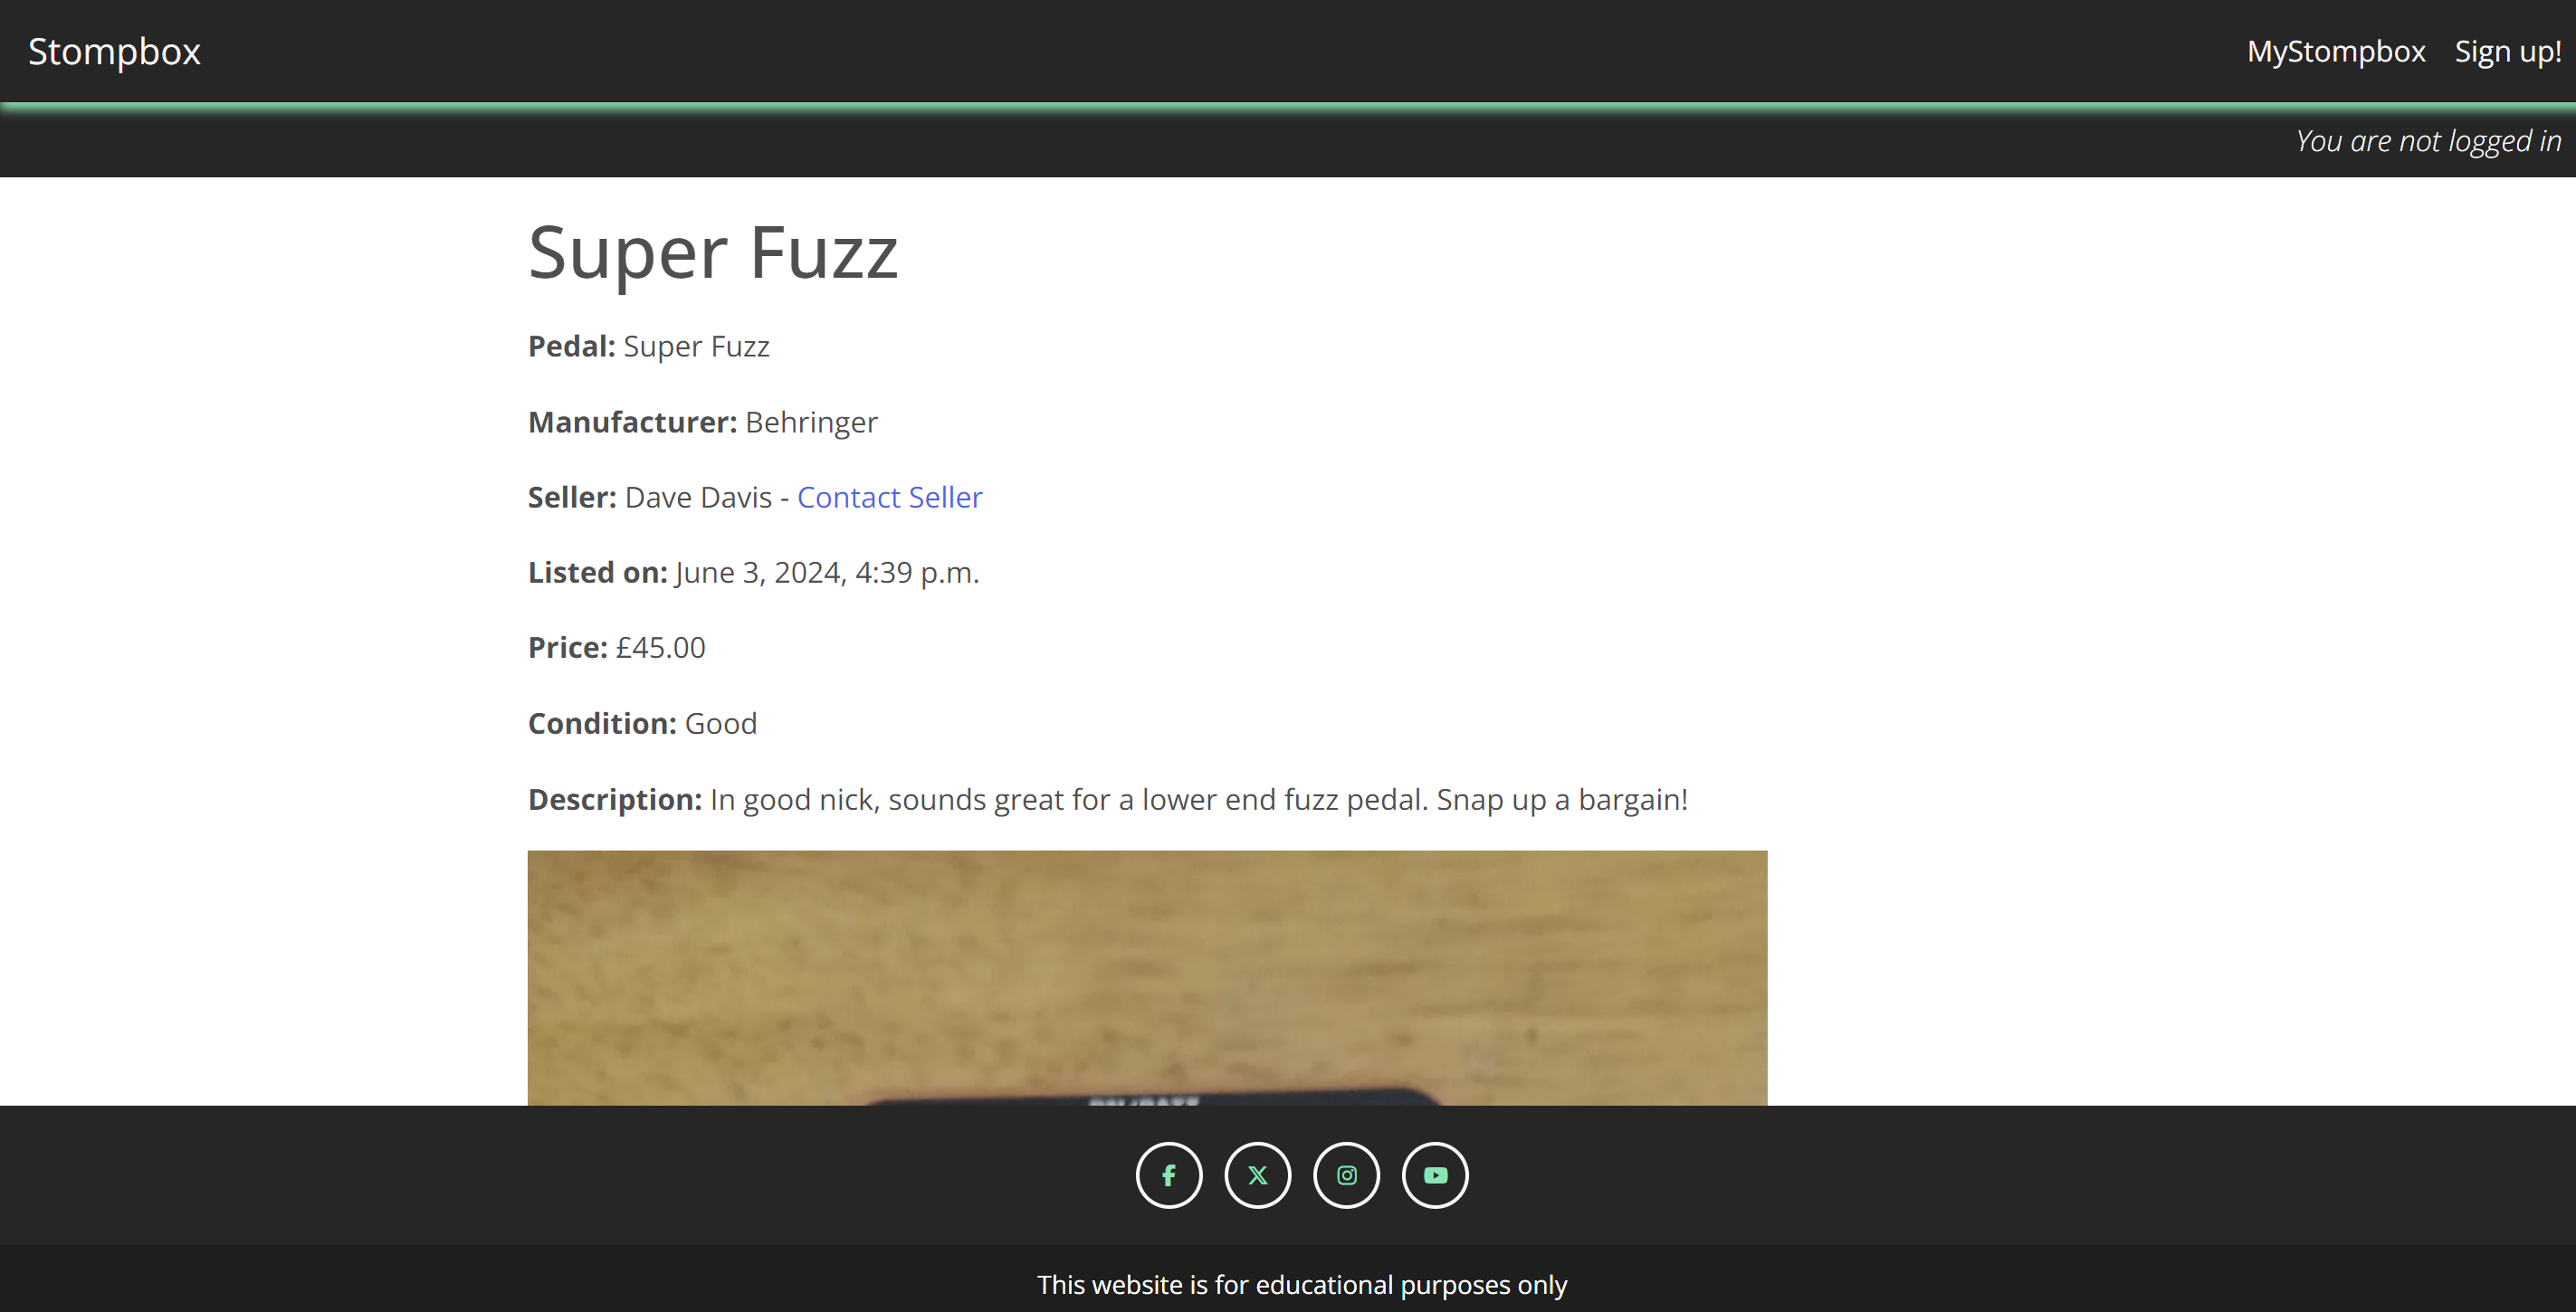 Stompbox
MyStompbox Sign up!
You are not logged in
Super Fuzz
Pedal: Super Fuzz
Manufacturer: Behringer
Seller: Dave Davis - Contact Seller
Listed on: June 3, 2024, 4:39 p.m.
Price: £45.00
Condition: Good
Description: In good nick, sounds great for a lower end fuzz pedal. Snap up a bargain!
This website is for educational purposes only